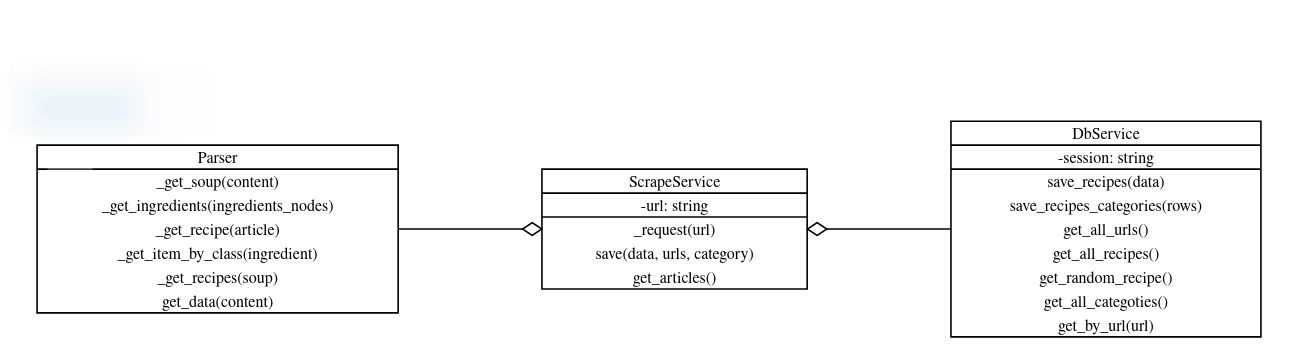 Parser
_get_soup(content)
_get_ingredients(ingredients_nodes)
_get_recipe(article)
_get_item_by_class(ingredient)
_get_recipes(soup)
get_data(content)
ScrapeService
-url: string
_request(url)
save(data, urls, category)
get_articles()
DbService
-session: string
save_recipes(data)
save_recipes_categories(rows)
get_all_urls()
get_all_recipes()
get_random_recipe()
get_all_categoties()
get_by_url(url)